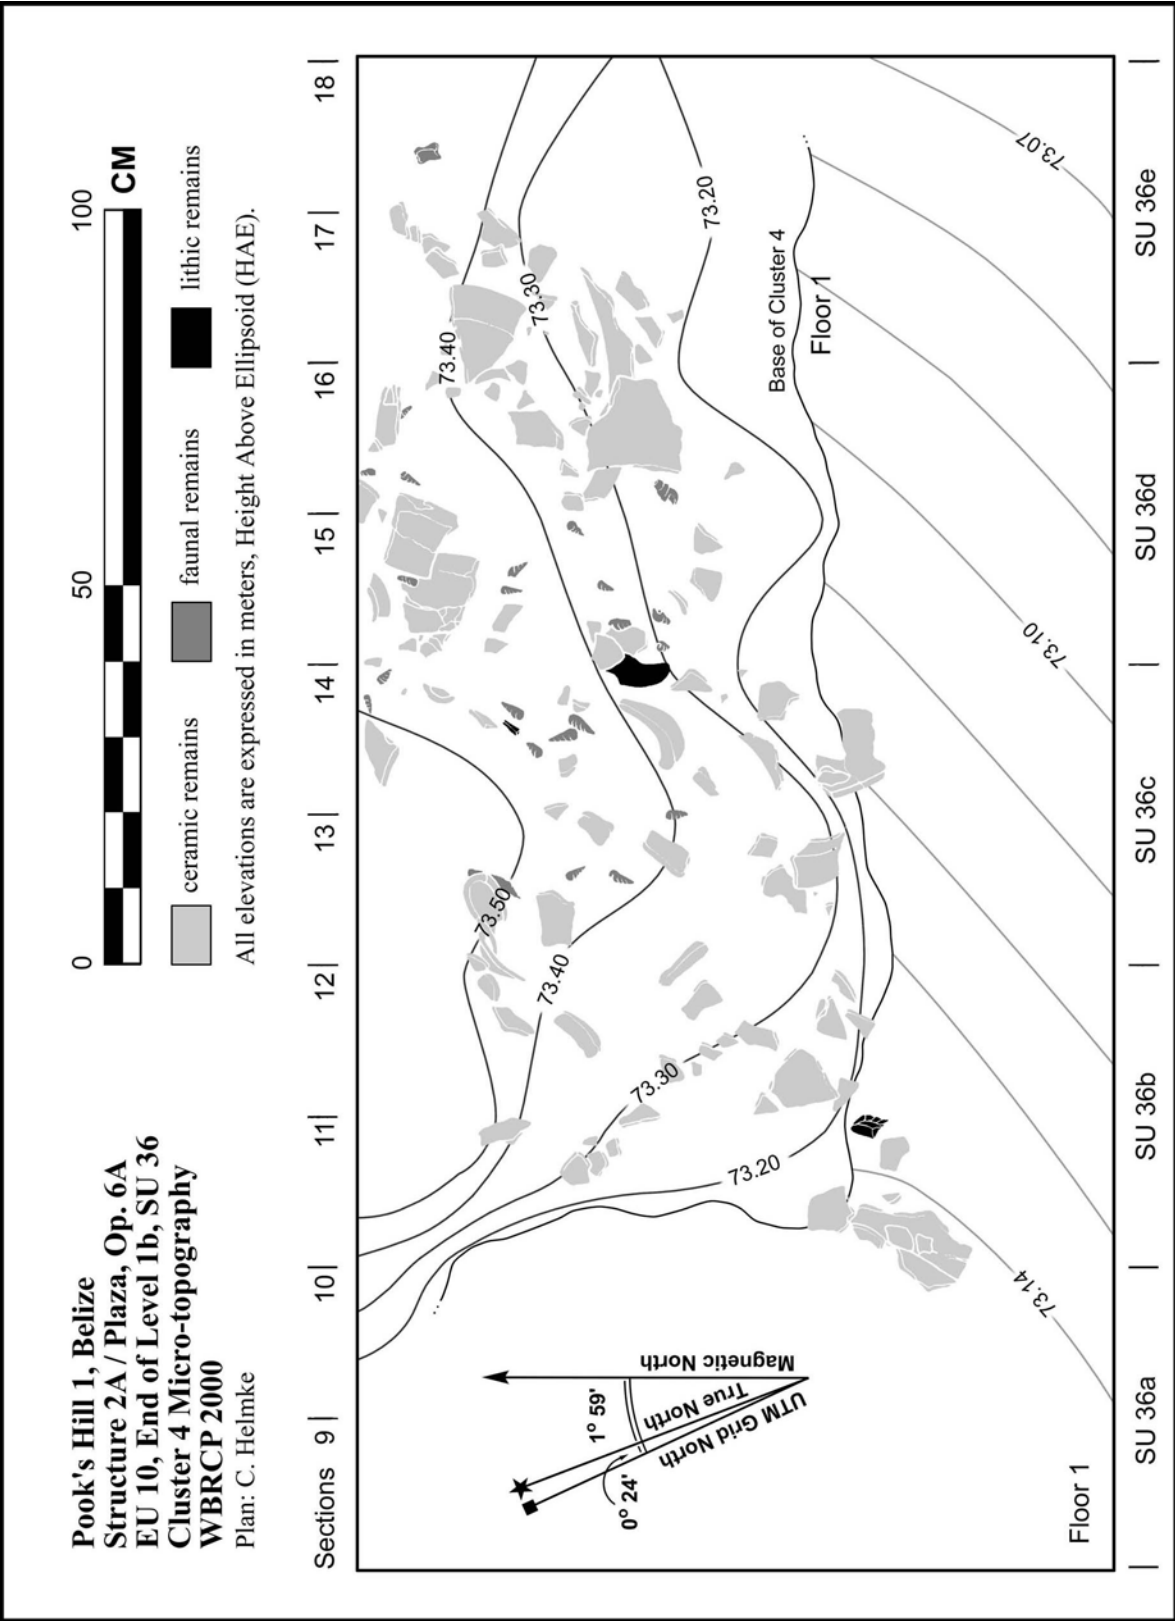 Pook's Hill 1, Belize
Structure 2A / Plaza, Op. 6A
EU 10, End of Level 1b, SU 36
Cluster 4 Micro-topography
WBRCP 2000
Plan: C. Helmke
0 50 100
CM
ceramic remains faunal remains lithic remains
All elevations are expressed in meters, Height Above Ellipsoid (HAE).
Sections 9 10 11 12 13 14 15 16 17 18
73.50
73.40
73.40
73.30
73.30
73.20
73.20
Base of Cluster 4
Floor 1
73.07
73.10
73.14
1º 59'
0º 24'
Magnetic North
True North
UTM Grid North
Floor 1
SU 36a SU 36b SU 36c SU 36d SU 36e